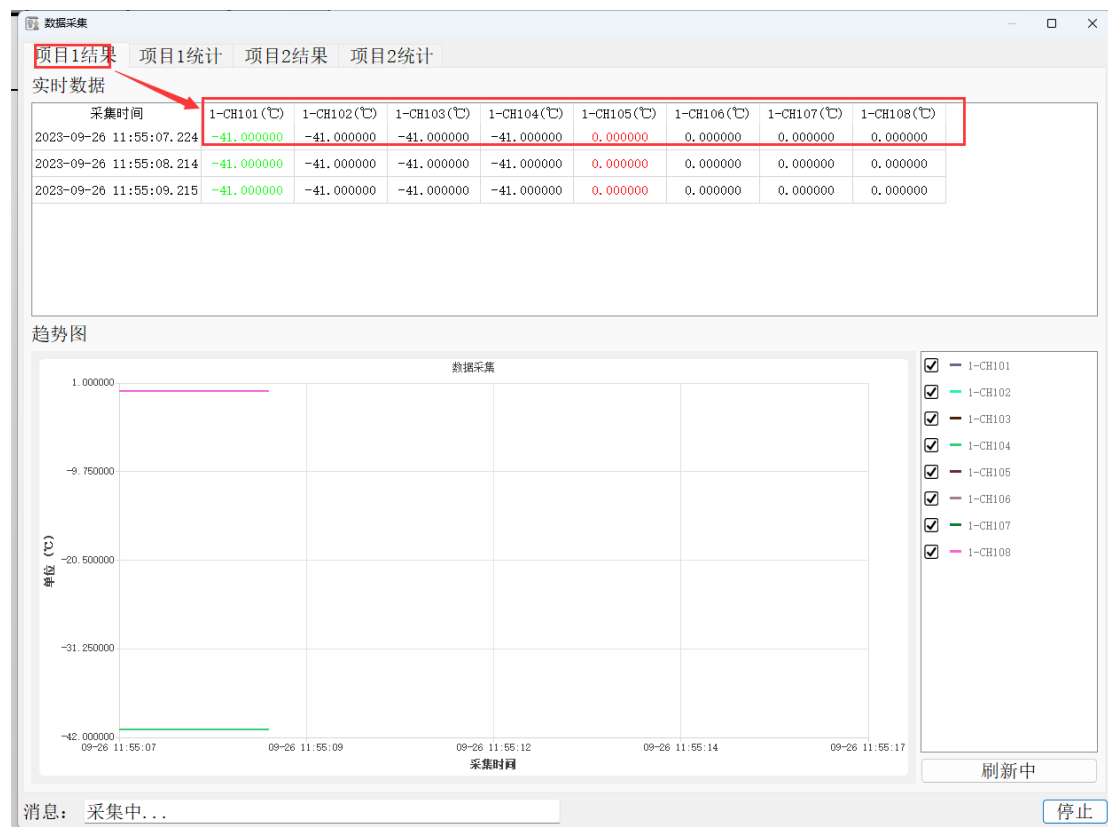 数据采集
项目1结果 项目1统计 项目2结果 项目2统计
实时数据
采集时间 1-CH101(℃) 1-CH102(℃) 1-CH103(℃) 1-CH104(℃) 1-CH105(℃) 1-CH106(℃) 1-CH107(℃) 1-CH108(℃)
2023-09-26 11:55:07.224 -41.000000 -41.000000 -41.000000 -41.000000 0.000000 0.000000 0.000000 0.000000
2023-09-26 11:55:08.214 -41.000000 -41.000000 -41.000000 -41.000000 0.000000 0.000000 0.000000 0.000000
2023-09-26 11:55:09.215 -41.000000 -41.000000 -41.000000 -41.000000 0.000000 0.000000 0.000000 0.000000
趋势图
数据采集
1.000000
-9.750000
-20.500000
-31.250000
-42.000000
单位 (℃)
09-26 11:55:07 09-26 11:55:09 09-26 11:55:12 09-26 11:55:14 09-26 11:55:17
采集时间
1-CH101
1-CH102
1-CH103
1-CH104
1-CH105
1-CH106
1-CH107
1-CH108
刷新中
消息: 采集中...
停止